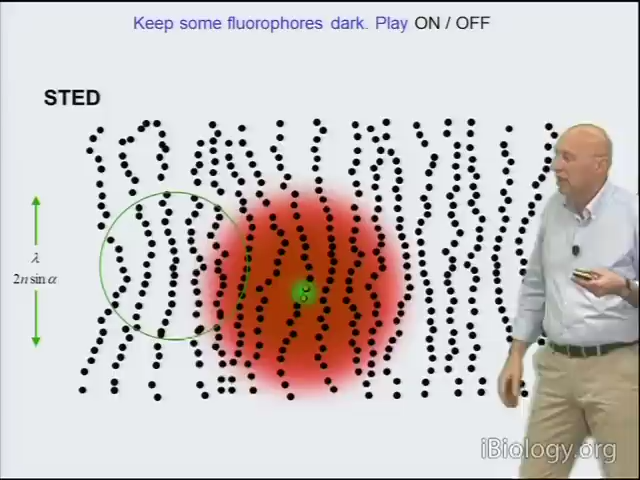 Keep some fluorophores dark. Play ON / OFF
STED
λ
2n sin α
iBiology.org